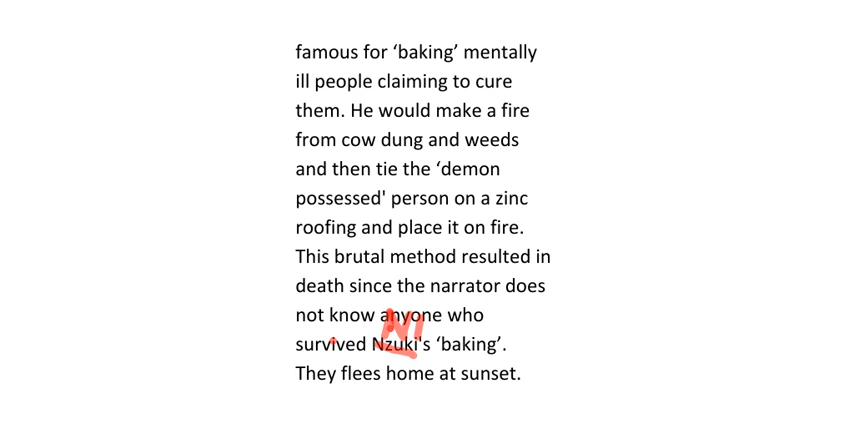 famous for ‘baking’ mentally
ill people claiming to cure
them. He would make a fire
from cow dung and weeds
and then tie the ‘demon
possessed' person on a zinc
roofing and place it on fire.
This brutal method resulted in
death since the narrator does
not know anyone who
survived Nzuki's ‘baking’.
They flees home at sunset.